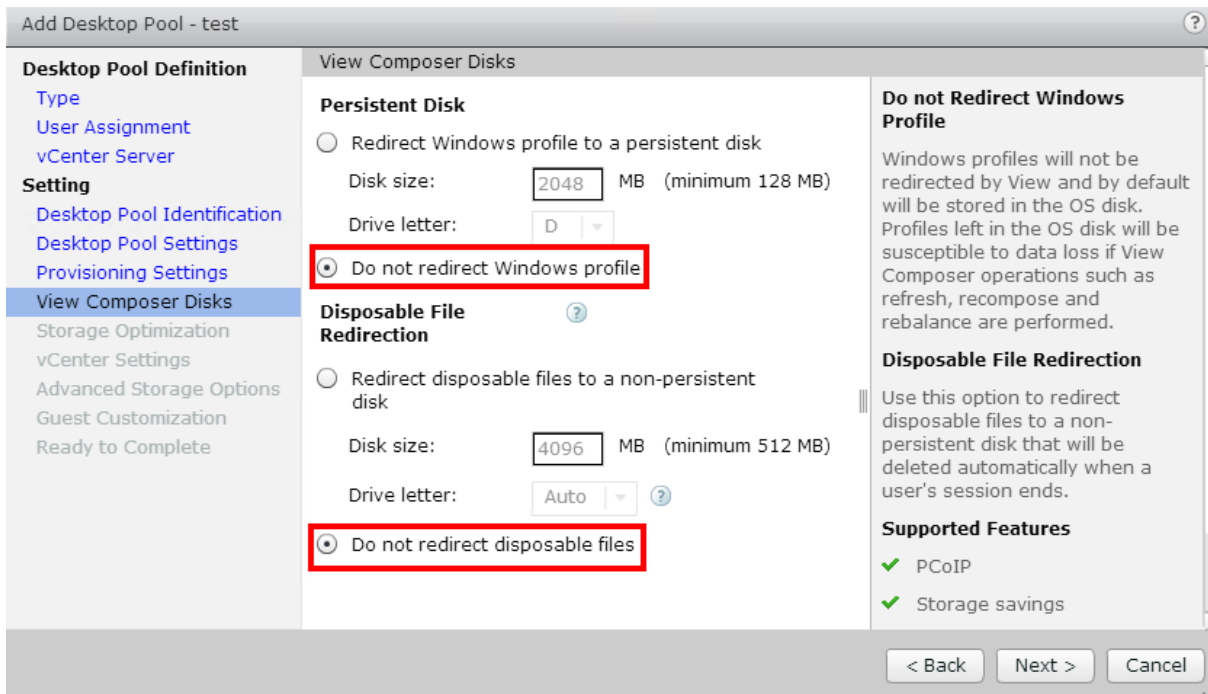 Add Desktop Pool - test
?
Desktop Pool Definition
Type
User Assignment
vCenter Server
Setting
Desktop Pool Identification
Desktop Pool Settings
Provisioning Settings
View Composer Disks
Storage Optimization
vCenter Settings
Advanced Storage Options
Guest Customization
Ready to Complete
View Composer Disks
Persistent Disk
Redirect Windows profile to a persistent disk
Disk size: 2048 MB (minimum 128 MB)
Drive letter: D
Do not redirect Windows profile
Disposable File ?
Redirection
Redirect disposable files to a non-persistent
disk
Disk size: 4096 MB (minimum 512 MB)
Drive letter: Auto ?
Do not redirect disposable files
Do not Redirect Windows
Profile
Windows profiles will not be
redirected by View and by default
will be stored in the OS disk.
Profiles left in the OS disk will be
susceptible to data loss if View
Composer operations such as
refresh, recompose and
rebalance are performed.
Disposable File Redirection
Use this option to redirect
disposable files to a non-
persistent disk that will be
deleted automatically when a
user's session ends.
Supported Features
PCoIP
Storage savings
< Back Next > Cancel